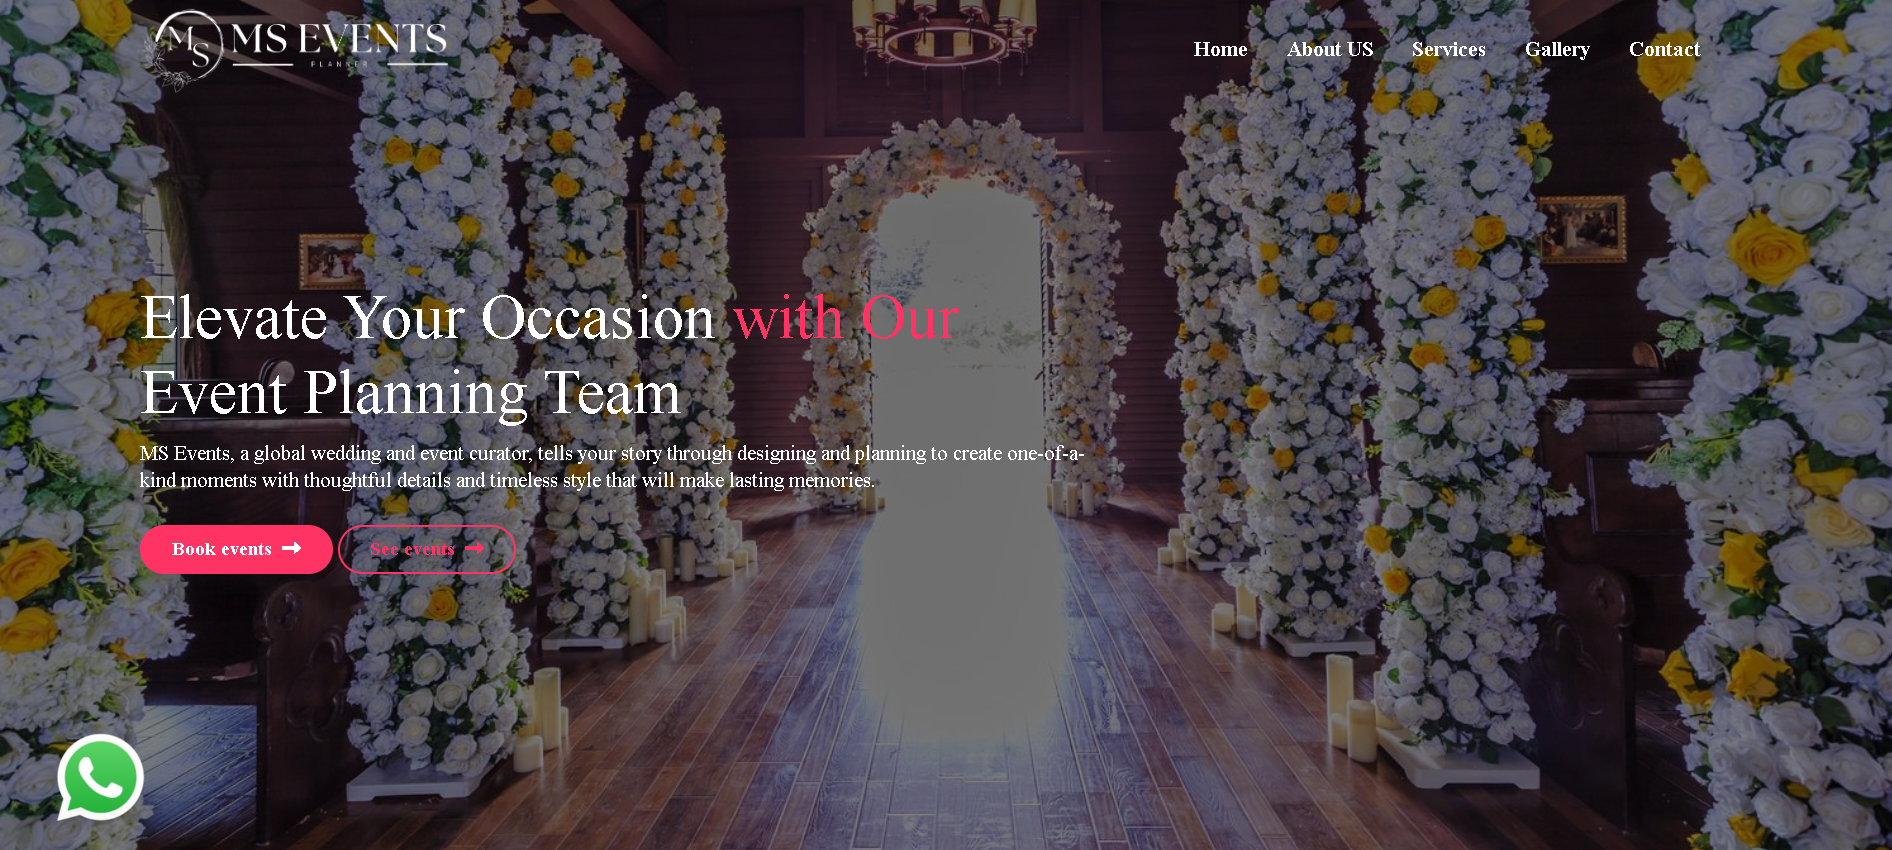 MS MS EVENTS
PLANNER
Home About US Services Gallery Contact
Elevate Your Occasion with Our
Event Planning Team
MS Events, a global wedding and event curator, tells your story through designing and planning to create one-of-a-
kind moments with thoughtful details and timeless style that will make lasting memories.
Book events See events